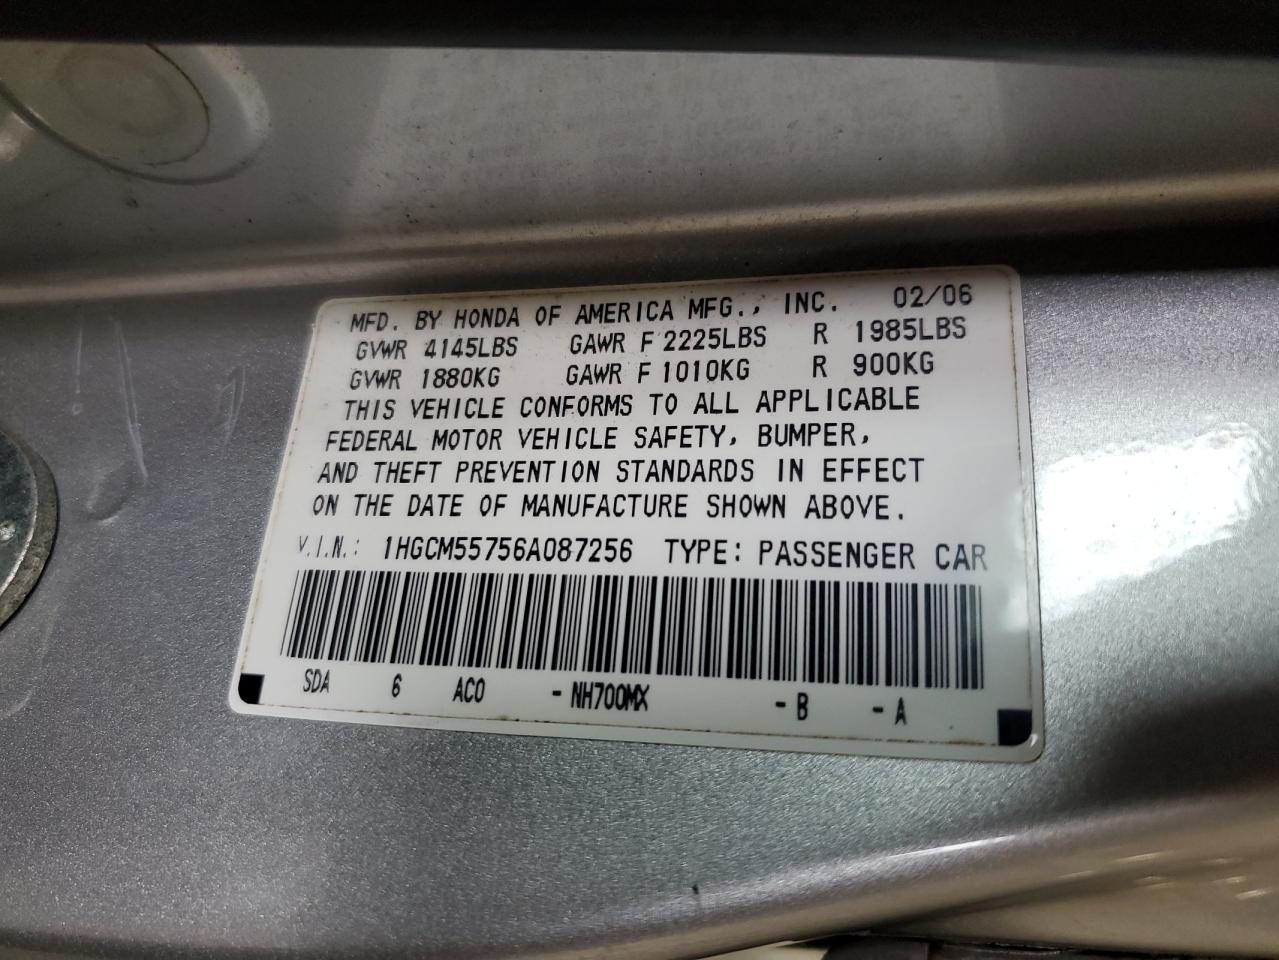 MFD. BY HONDA OF AMERICA MFG., INC. 02/06
GVWR 4145LBS GAWR F 2225LBS R 1985LBS
GVWR 1880KG GAWR F 1010KG R 900KG
THIS VEHICLE CONFORMS TO ALL APPLICABLE
FEDERAL MOTOR VEHICLE SAFETY, BUMPER,
AND THEFT PREVENTION STANDARDS IN EFFECT
ON THE DATE OF MANUFACTURE SHOWN ABOVE.
V.I.N.: 1HGCM55756A087256 TYPE: PASSENGER CAR
SDA 6 AC0 -NH700MX -B -A